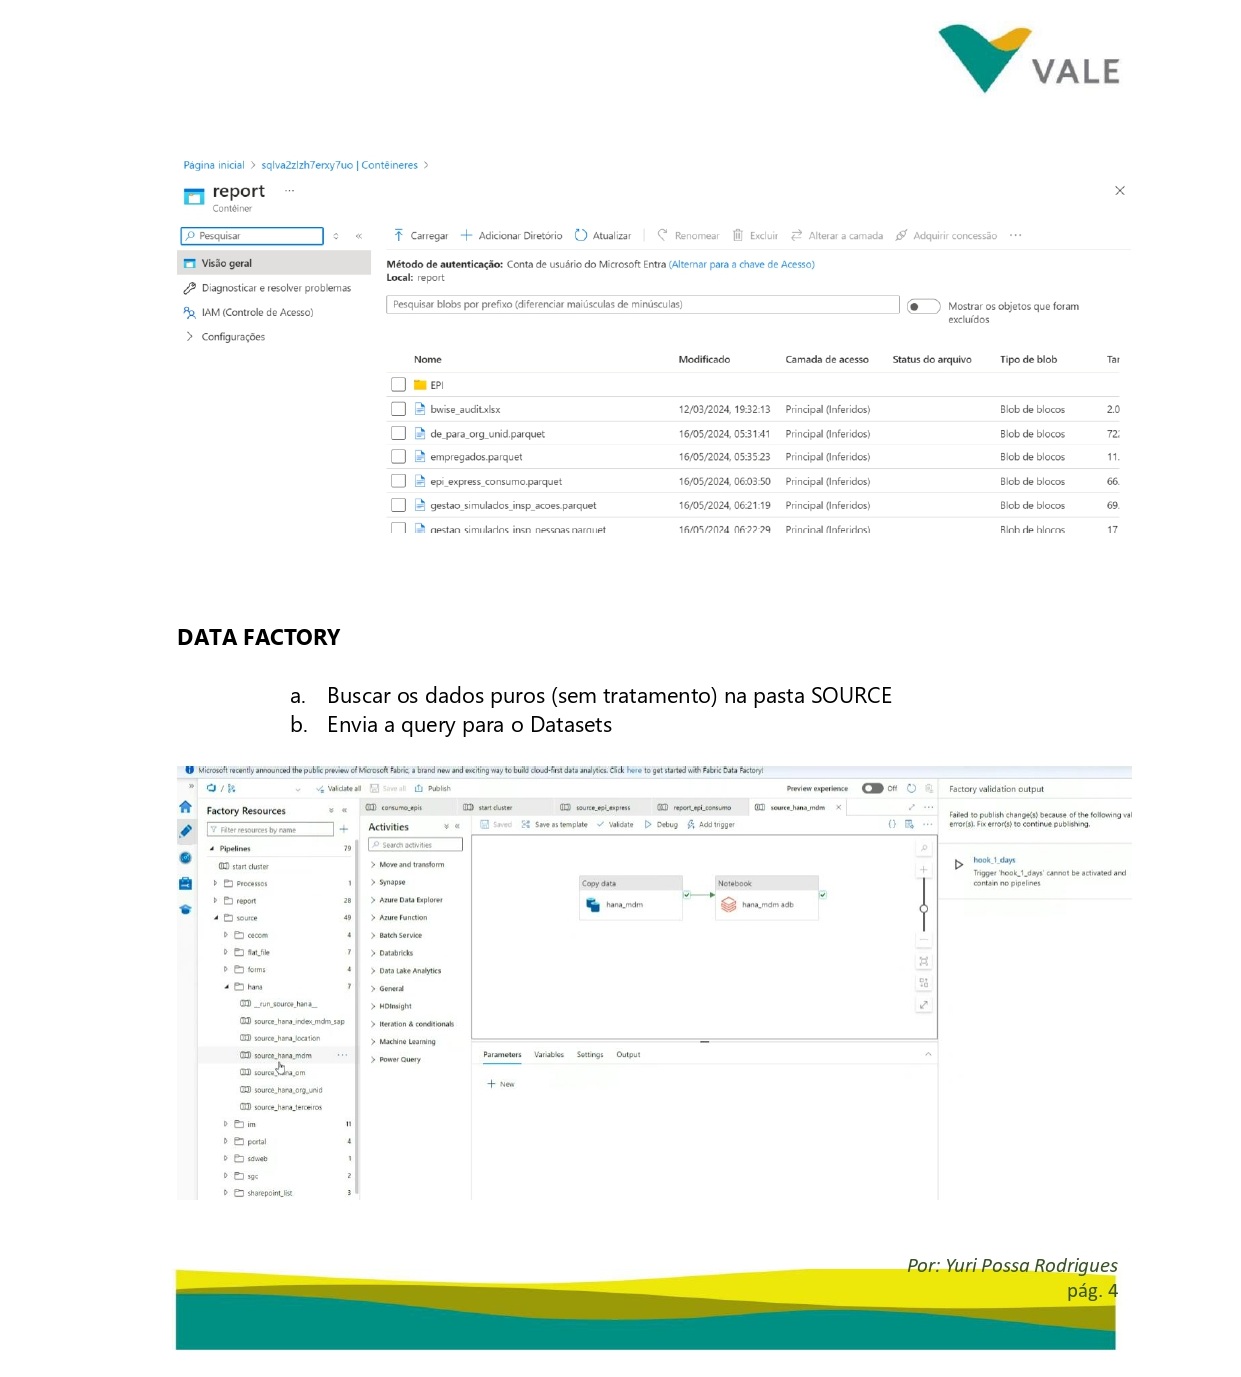 VALE
Página inicial > sqlva2zlzh7erxy7uo | Contêineres >
report ...
Contêiner
Pesquisar
Carregar Adicionar Diretório Atualizar Renomear Excluir Alterar a camada Adquirir concessão ...
Visão geral
Diagnosticar e resolver problemas
IAM (Controle de Acesso)
Configurações
Método de autenticação: Conta de usuário do Microsoft Entra (Alternar para a chave de Acesso)
Local: report
Pesquisar blobs por prefixo (diferenciar maiúsculas de minúsculas)
Mostrar os objetos que foram
excluídos
Nome Modificado Camada de acesso Status do arquivo Tipo de blob Tar
EPI
bwise_audit.xlsx 12/03/2024, 19:32:13 Principal (Inferidos) Blob de blocos 2.0
de_para_org_unid.parquet 16/05/2024, 05:31:41 Principal (Inferidos) Blob de blocos 72
empregados.parquet 16/05/2024, 05:35:23 Principal (Inferidos) Blob de blocos 11.
epi_express_consumo.parquet 16/05/2024, 06:03:50 Principal (Inferidos) Blob de blocos 66.
gestao_simulados_insp_acoes.parquet 16/05/2024, 06:21:19 Principal (Inferidos) Blob de blocos 69.
gestao_simulados_insp_pessoas.parquet 16/05/2024, 06:22:29 Principal (Inferidos) Blob de blocos 17
DATA FACTORY
a. Buscar os dados puros (sem tratamento) na pasta SOURCE
b. Envia a query para o Datasets
Microsoft recently announced the public preview of Microsoft Fabric, a brand new and exciting way to build cloud-first data analytics. Click here to get started with Fabric Data Factory!
Validate all Save all Publish Preview experience Off
Factory Resources
Filter resources by name
Pipelines 79
start cluster
Processos 1
report 28
source 49
cecom 4
flat_file 7
forms 4
hana 7
__run_source_hana__
source_hana_index_mdm_sap
source_hana_location
source_hana_mdm ...
source_hana_om
source_hana_org_unid
source_hana_terceiros
im 11
portal 4
sdweb 1
sgc 2
sharepoint_list 3
consumo_epis start cluster source_epi_express report_epi_consumo source_hana_mdm
Activities
Search activities
Move and transform
Synapse
Azure Data Explorer
Azure Function
Batch Service
Databricks
Data Lake Analytics
General
HDInsight
Iteration & conditionals
Machine Learning
Power Query
Saved Save as template Validate Debug Add trigger
Copy data
hana_mdm
Notebook
hana_mdm adb
Parameters Variables Settings Output
New
Factory validation output
Failed to publish change(s) because of the following val
error(s). Fix error(s) to continue publishing.
hook_1_days
Trigger 'hook_1_days' cannot be activated and
contain no pipelines
Por: Yuri Possa Rodrigues
pág. 4